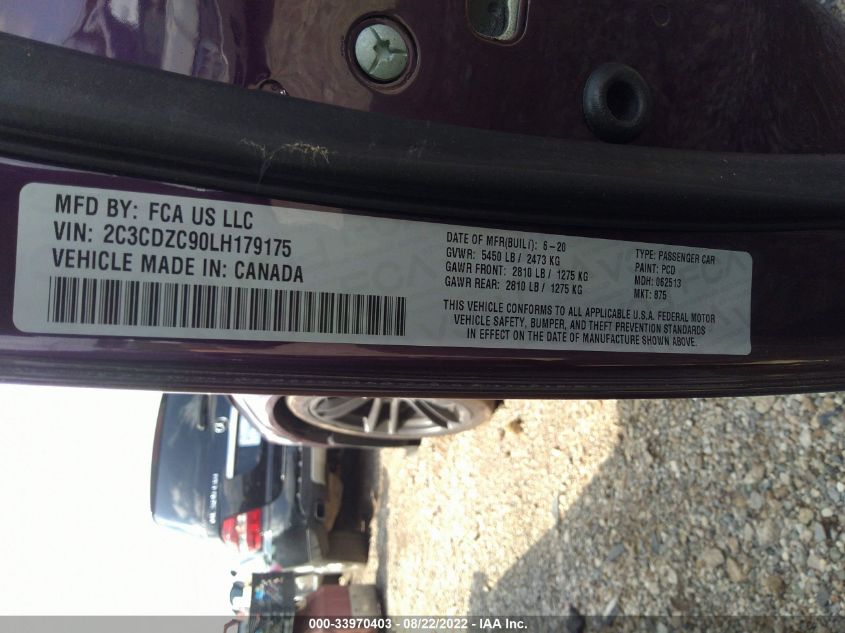 MFD BY: FCA US LLC
VIN: 2C3CDZC90LH179175
VEHICLE MADE IN: CANADA
DATE OF MFR(BUILT): 6-20
GVWR: 5450 LB / 2473 KG
GAWR FRONT: 2810 LB / 1275 KG
GAWR REAR: 2810 LB / 1275 KG
TYPE: PASSENGER CAR
PAINT: PCD
MDH: 062513
MKT: 875
THIS VEHICLE CONFORMS TO ALL APPLICABLE U.S.A. FEDERAL MOTOR
VEHICLE SAFETY, BUMPER, AND THEFT PREVENTION STANDARDS
IN EFFECT ON THE DATE OF MANUFACTURE SHOWN ABOVE.
000-33970403 - 08/22/2022 - IAA Inc.